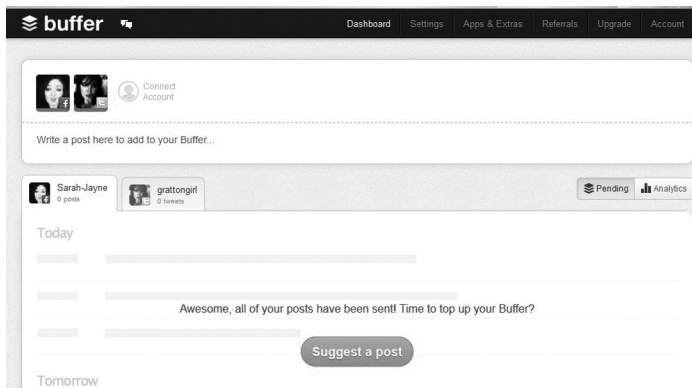 buffer
Dashboard Settings Apps & Extras Referrals Upgrade Account
Connect
Account
Write a post here to add to your Buffer...
Sarah-Jayne
0 posts
grattongirl
0 tweets
Pending Analytics
Today
Awesome, all of your posts have been sent! Time to top up your Buffer?
Suggest a post
Tomorrow